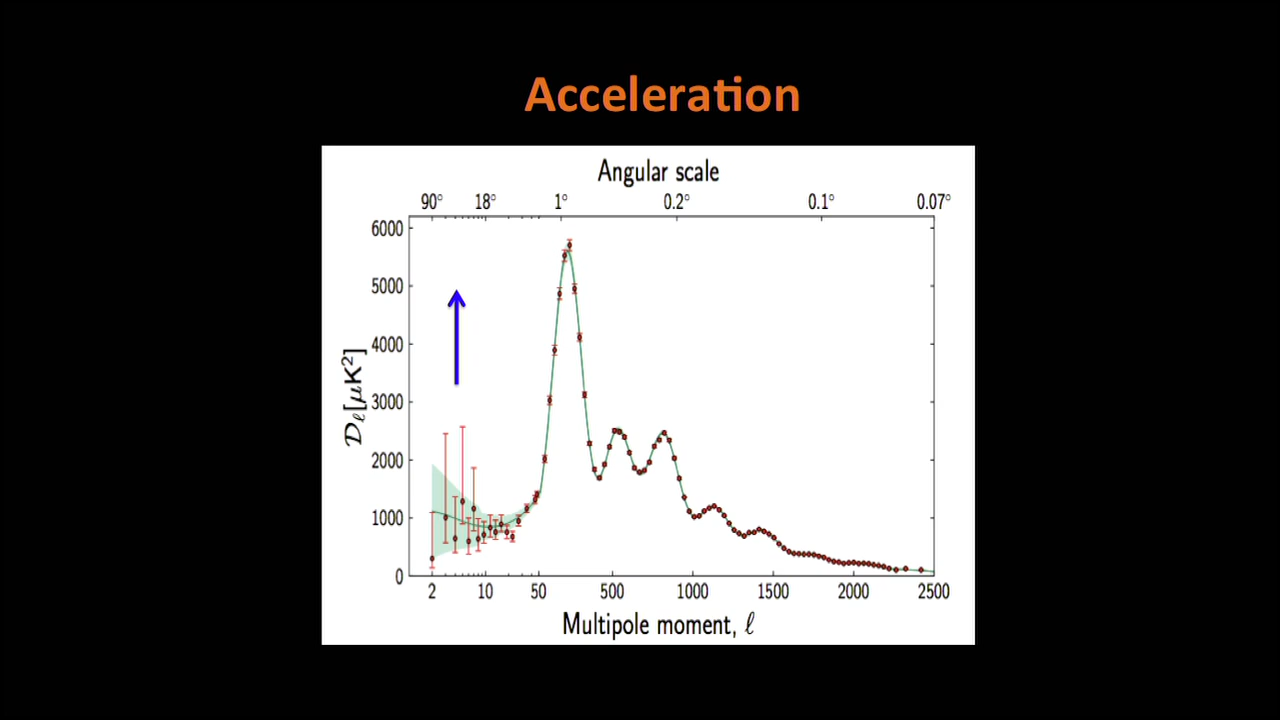 Acceleration
Angular scale
90° 18° 1° 0.2° 0.1° 0.07°
6000
5000
4000
3000
2000
1000
0
𝒟ℓ[μK²]
2 10 50 500 1000 1500 2000 2500
Multipole moment, ℓ